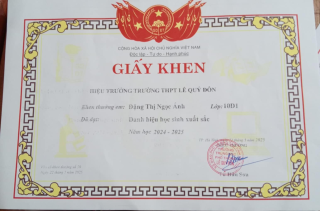 CỘNG HÒA XÃ HỘI CHỦ NGHĨA VIỆT NAM
Độc lập - Tự do - Hạnh phúc
GIẤY KHEN
HIỆU TRƯỞNG TRƯỜNG THPT LÊ QUÝ ĐÔN
Khen thưởng em: Đặng Thị Ngọc Ánh Lớp: 10D1
Đã đạt: Danh hiệu học sinh xuất sắc
Năm học 2024 - 2025